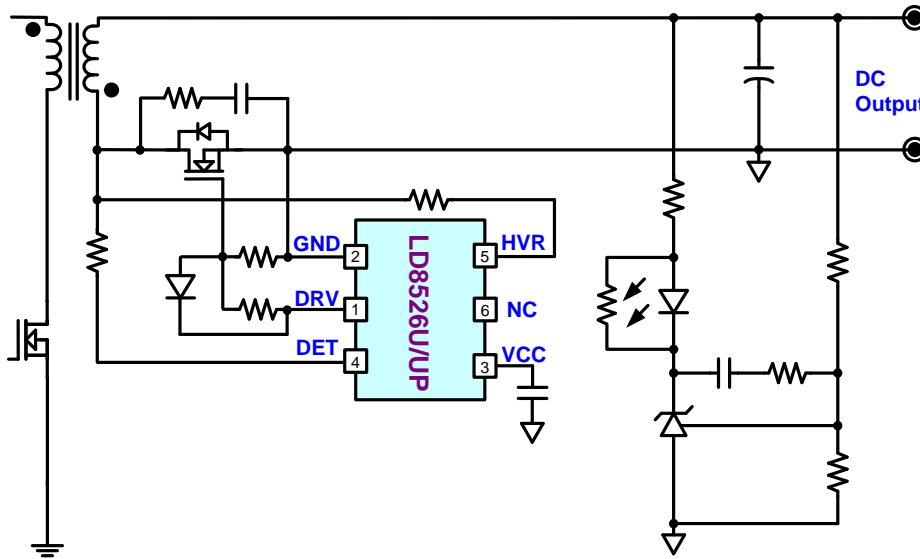 DC
Output
LD8526U/UP
GND
2
5
HVR
DRV
1
6
NC
DET
4
3
VCC